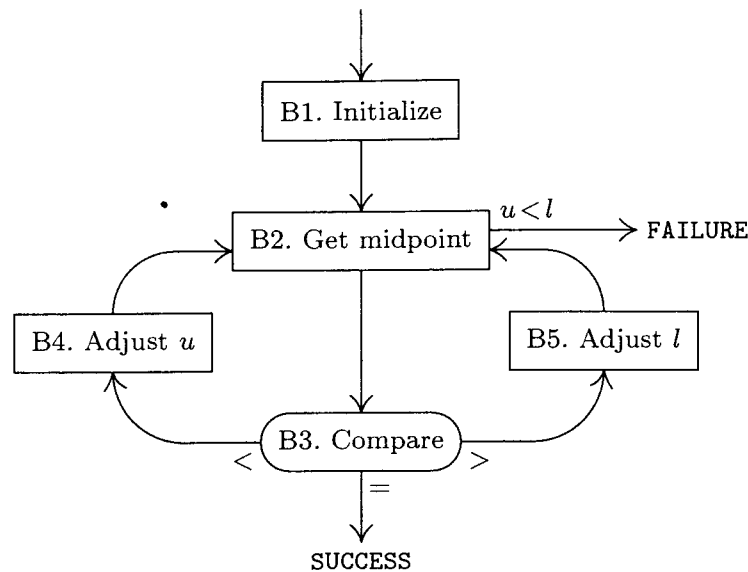 B1. Initialize
u<l
B2. Get midpoint
FAILURE
B4. Adjust u
B5. Adjust l
B3. Compare
<
>
=
SUCCESS